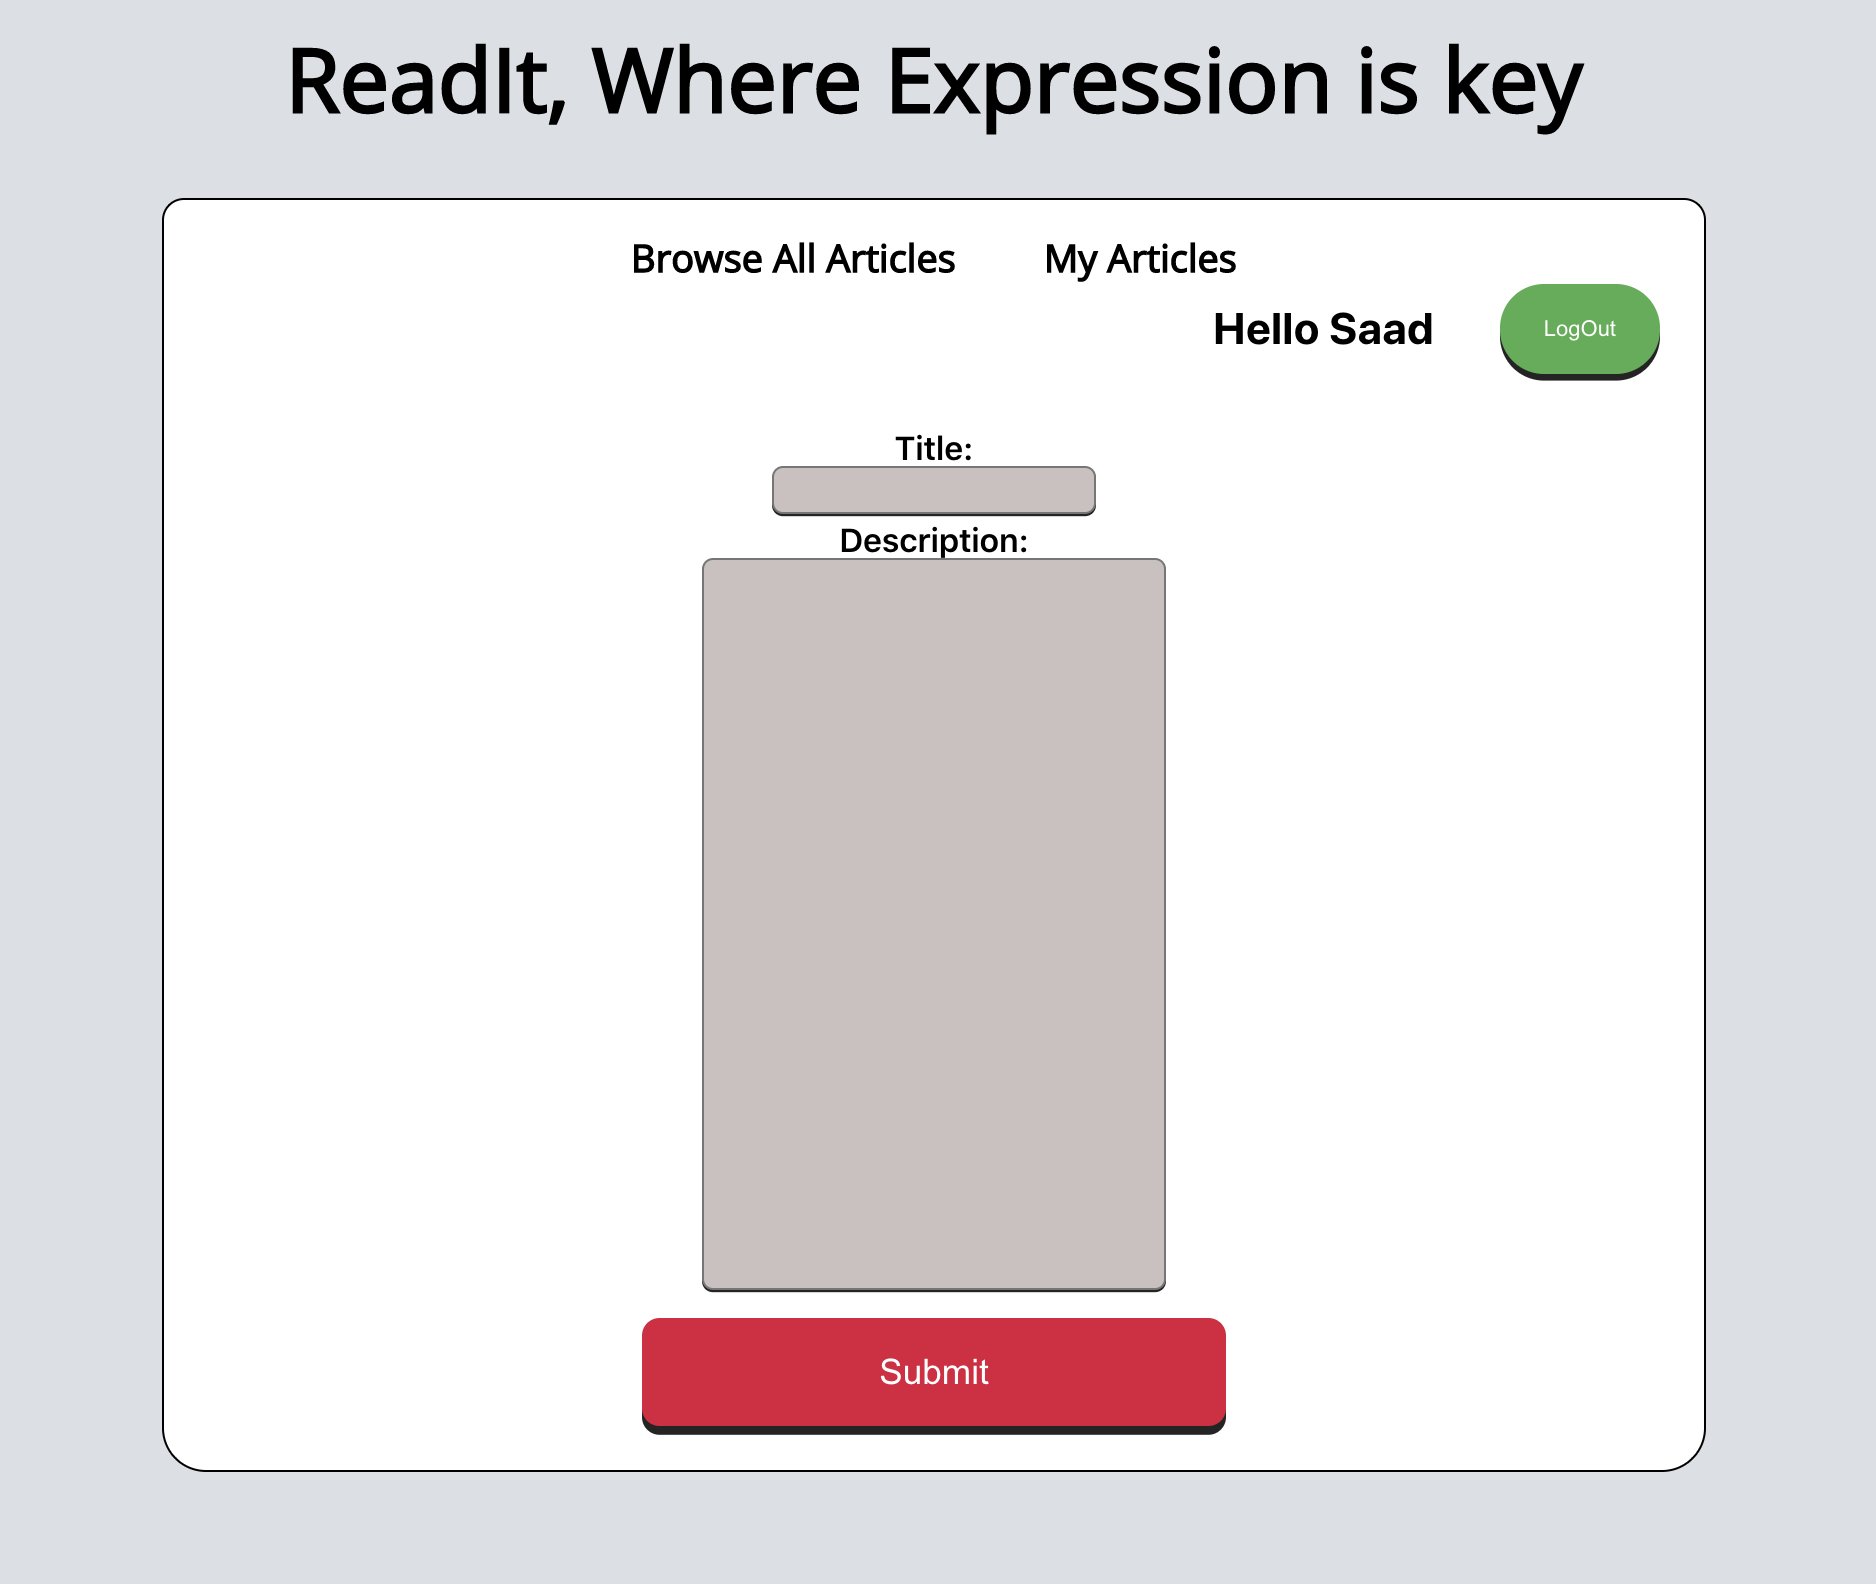 ReadIt, Where Expression is key
Browse All Articles My Articles
Hello Saad LogOut
Title:
Description:
Submit